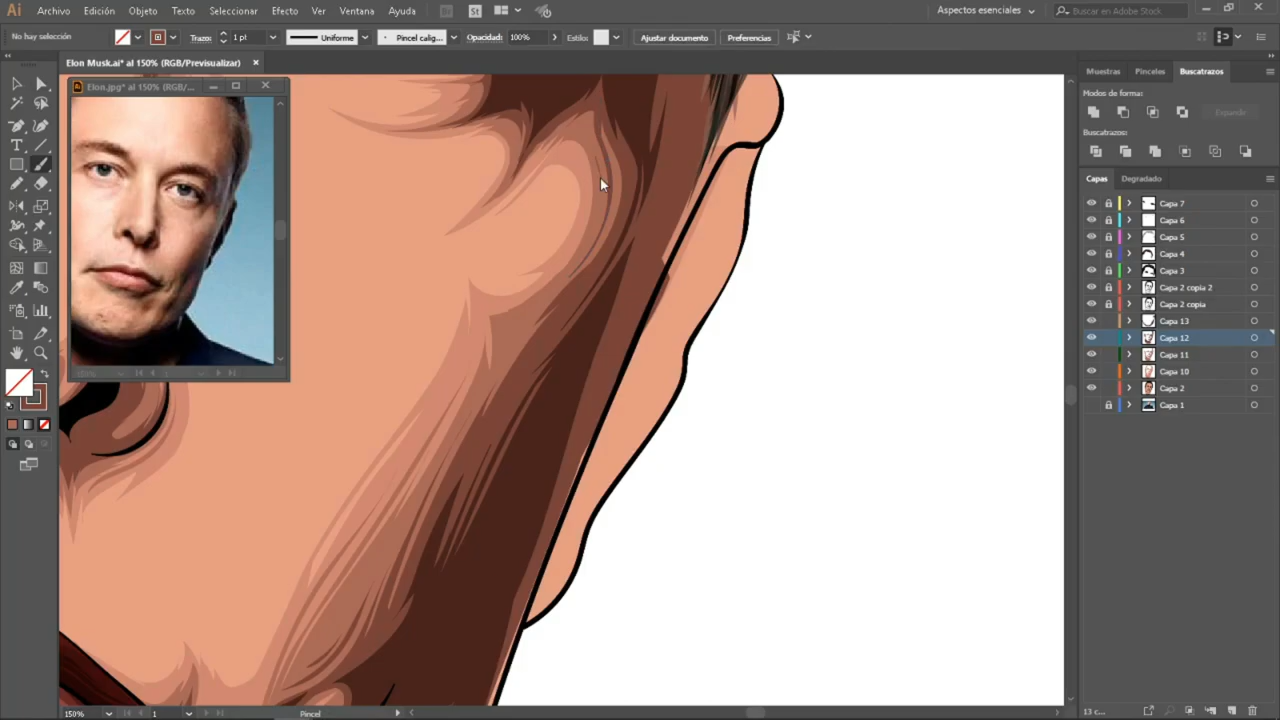 Ai Archivo Edición Objeto Texto Seleccionar Efecto Ver Ventana Ayuda Br St Aspectos esenciales Buscar en Adobe Stock
No hay selección Trazo: 1 pt Uniforme Pincel calig... Opacidad: 100% Estilo: Ajustar documento Preferencias
Elon Musk.ai* al 150% (RGB/Previsualizar)
Elon.jpg* al 150% (RGB/...
Muestras Pinceles Buscatrazos
Modos de forma:
Expandir
Buscatrazos:
Capas Degradado
Capa 7
Capa 6
Capa 5
Capa 4
Capa 3
Capa 2 copia 2
Capa 2 copia
Capa 13
Capa 12
Capa 11
Capa 10
Capa 2
Capa 1
150% 1 Pincel 13 c...